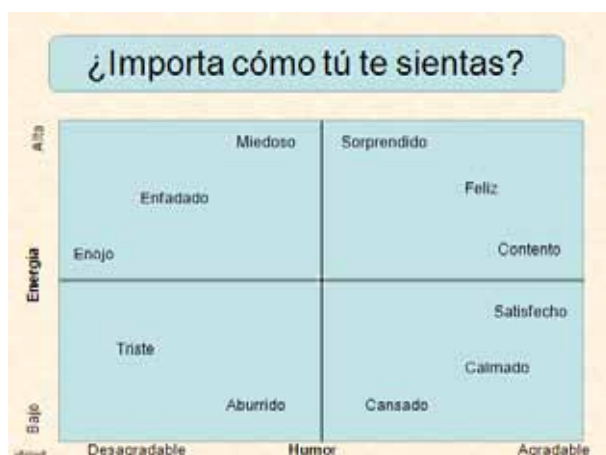 ¿Importa cómo tú te sientas?
Alta
Miedoso
Sorprendido
Enfadado
Feliz
Enojo
Contento
Energía
Satisfecho
Triste
Calmado
Aburrido
Cansado
Bajo
Desagradable
Humor
Agradable